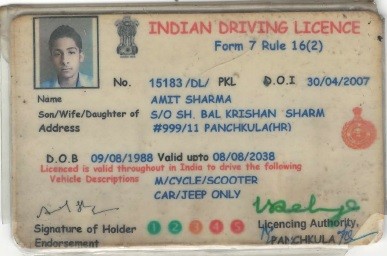 INDIAN DRIVING LICENCE
Form 7 Rule 16(2)
No. 15183/DL/ PKL D.O.I 30/04/2007
Name AMIT SHARMA
Son/Wife/Daughter of S/O SH. BAL KRISHAN SHARM
Address #999/11 PANCHKULA(HR)
D.O.B 09/08/1988 Valid upto 08/08/2038
Licenced is valid throughout in India to drive the following
Vehicle Descriptions M/CYCLE/SCOOTER
CAR/JEEP ONLY
Signature of Holder 1 2 3 4 5 Licencing Authority,
Endorsement PANCHKULA